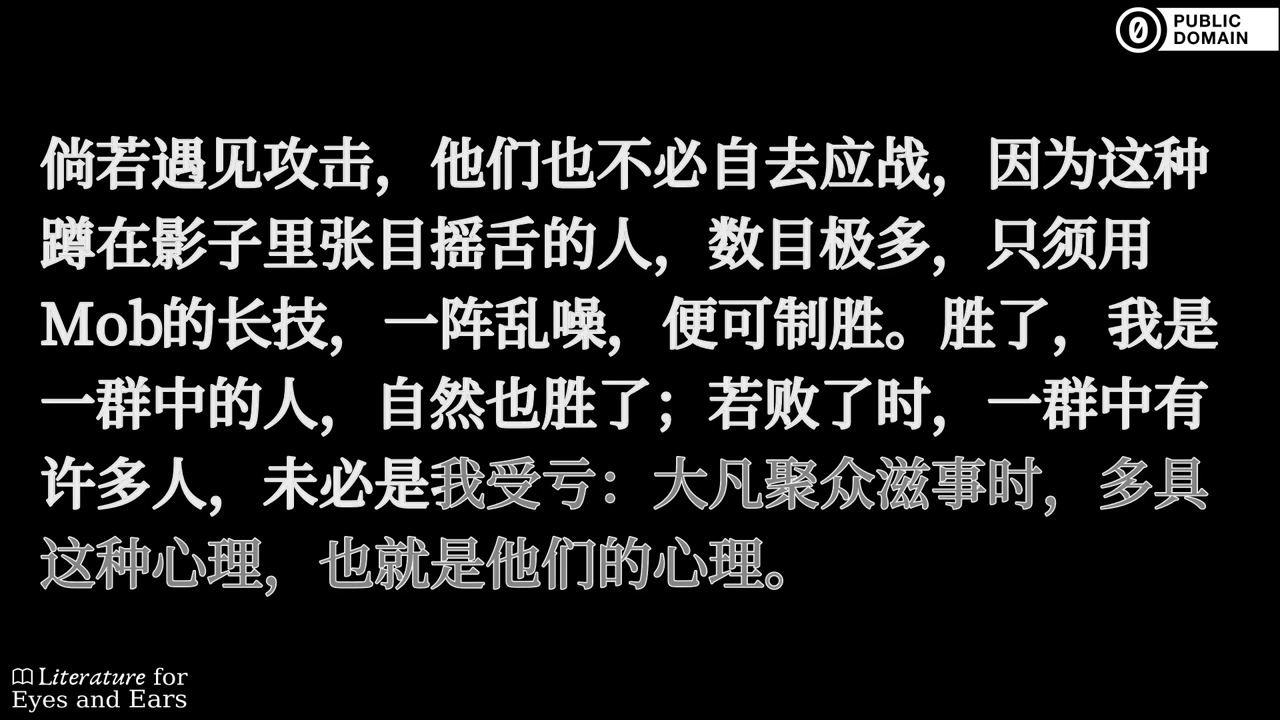 PUBLIC
DOMAIN
倘若遇见攻击，他们也不必自去应战，因为这种
蹲在影子里张目摇舌的人，数目极多，只须用
Mob的长技，一阵乱噪，便可制胜。胜了，我是
一群中的人，自然也胜了；若败了时，一群中有
许多人，未必是我受亏：大凡聚众滋事时，多具
这种心理，也就是他们的心理。
Literature for
Eyes and Ears